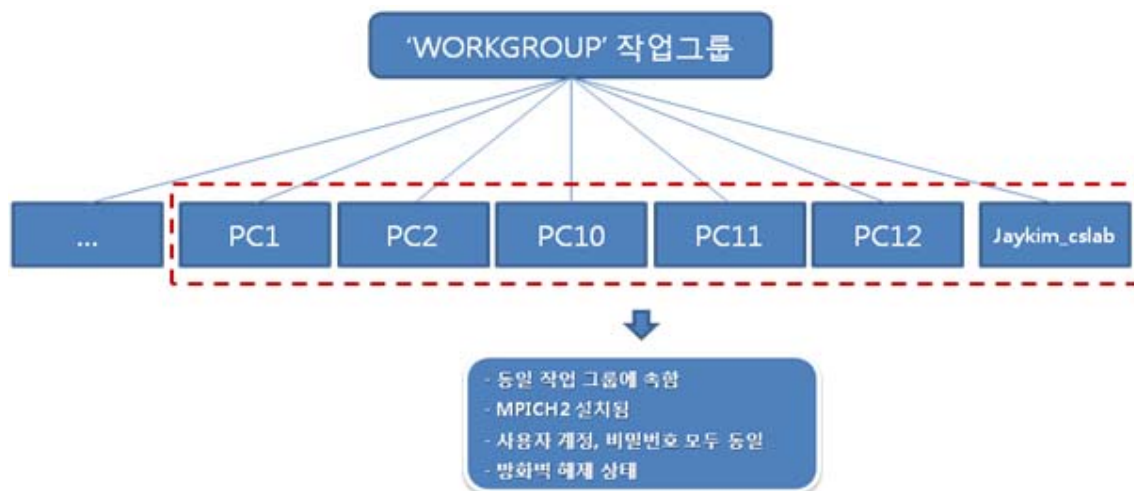 ‘WORKGROUP’ 작업그룹
...
PC1
PC2
PC10
PC11
PC12
Jaykim_cslab
- 동일 작업 그룹에 속함
- MPICH2 설치됨
- 사용자 계정, 비밀번호 모두 동일
- 방화벽 해제 상태